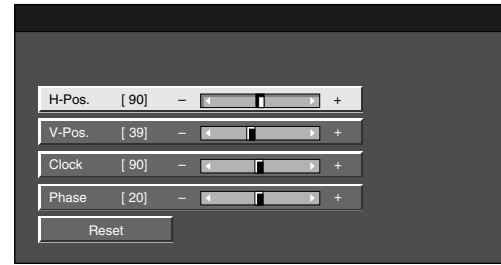 H-Pos. [ 90] – +
V-Pos. [ 39] – +
Clock [ 90] – +
Phase [ 20] – +
Reset